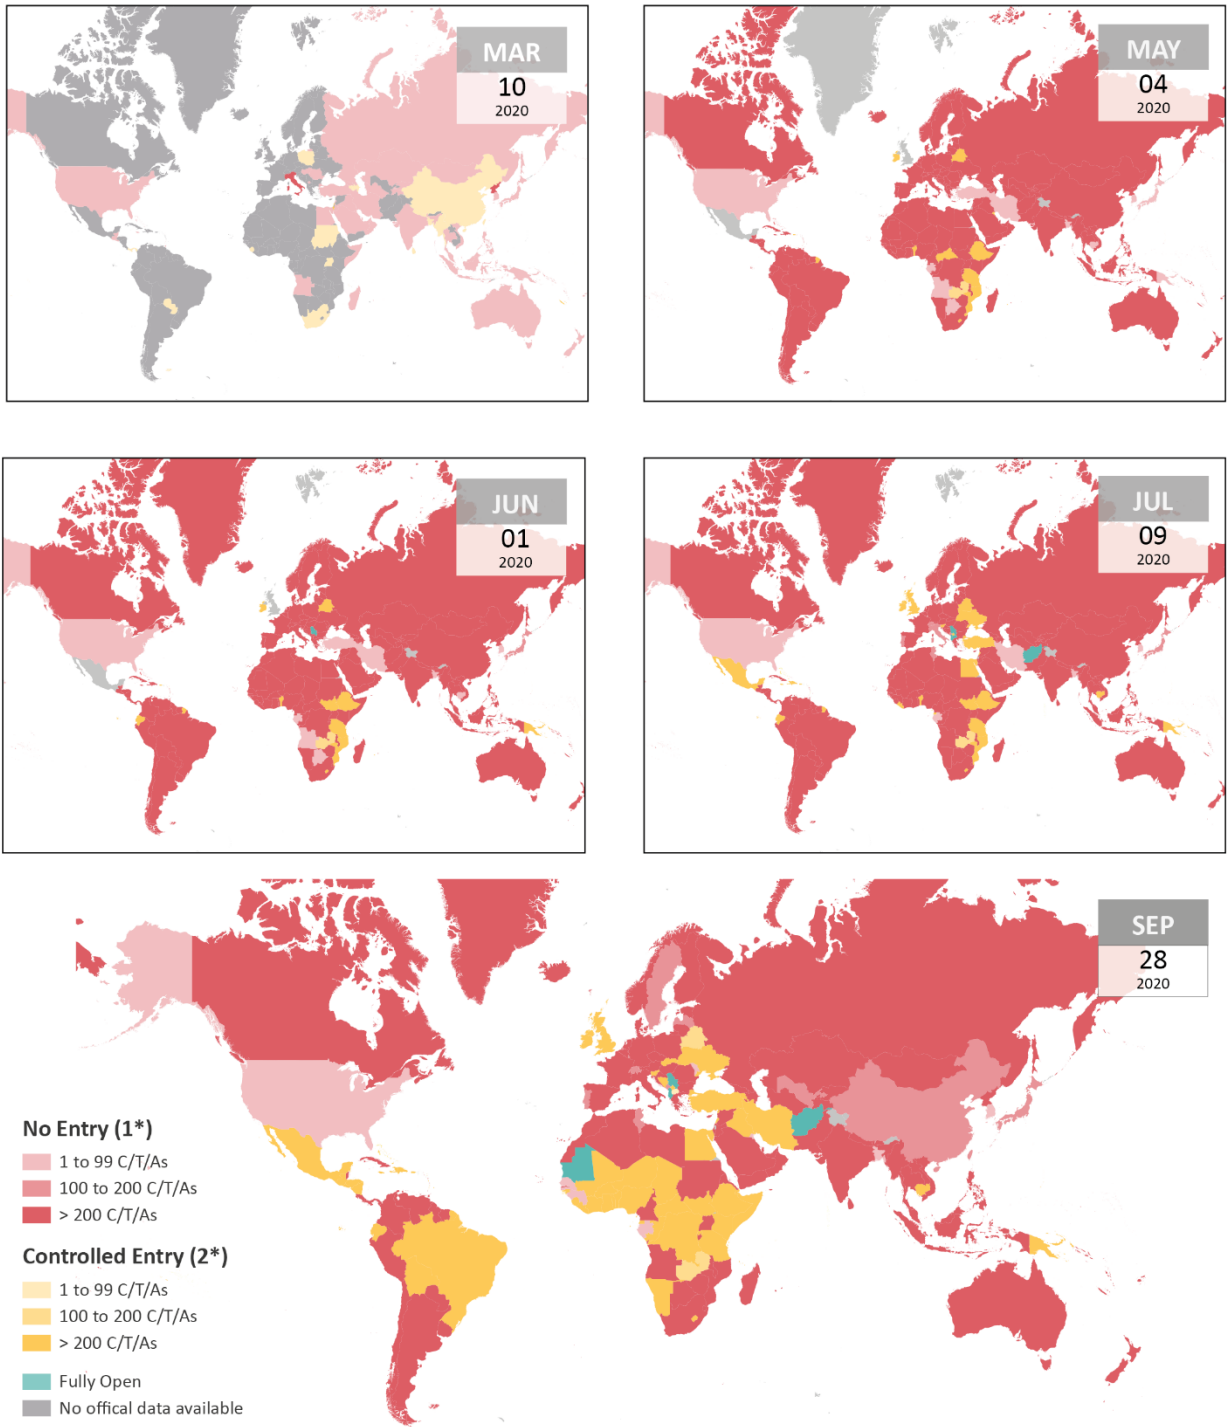 MAR
10
2020
MAY
04
2020
JUN
01
2020
JUL
09
2020
SEP
28
2020
No Entry (1*)
1 to 99 C/T/As
100 to 200 C/T/As
> 200 C/T/As
Controlled Entry (2*)
1 to 99 C/T/As
100 to 200 C/T/As
> 200 C/T/As
Fully Open
No offical data available